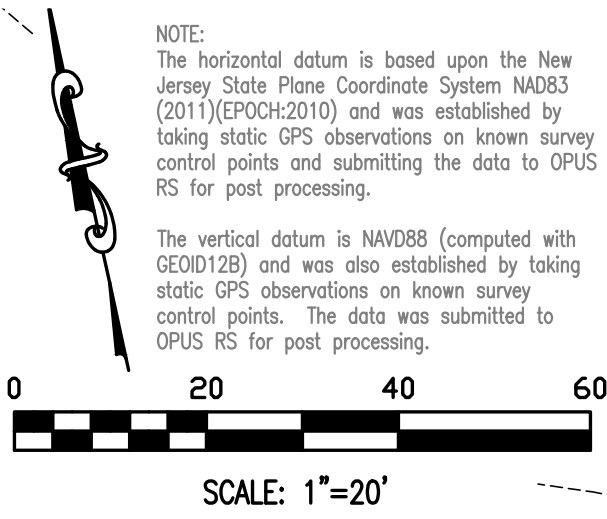 NOTE:
The horizontal datum is based upon the New
Jersey State Plane Coordinate System NAD83
(2011)(EPOCH:2010) and was established by
taking static GPS observations on known survey
control points and submitting the data to OPUS
RS for post processing.
The vertical datum is NAVD88 (computed with
GEOID12B) and was also established by taking
static GPS observations on known survey
control points. The data was submitted to
OPUS RS for post processing.
0 20 40 60
SCALE: 1"=20'